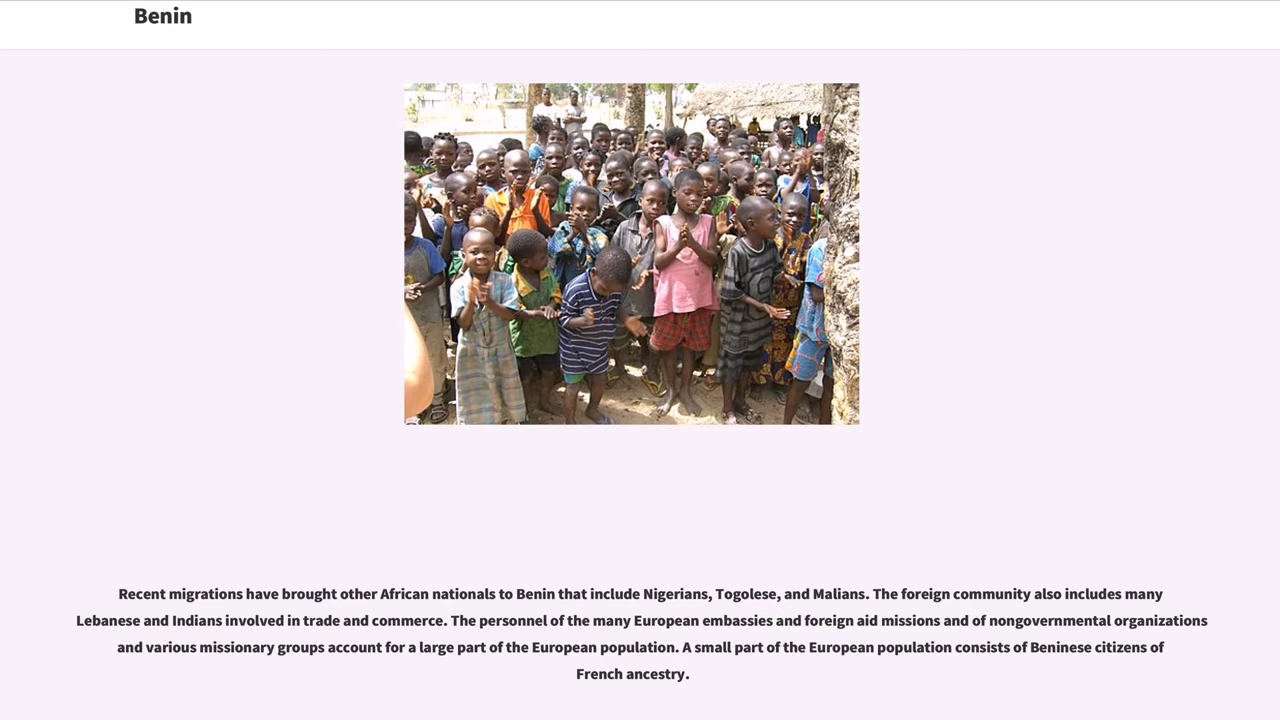 Benin
Recent migrations have brought other African nationals to Benin that include Nigerians, Togolese, and Malians. The foreign community also includes many
Lebanese and Indians involved in trade and commerce. The personnel of the many European embassies and foreign aid missions and of nongovernmental organizations
and various missionary groups account for a large part of the European population. A small part of the European population consists of Beninese citizens of
French ancestry.